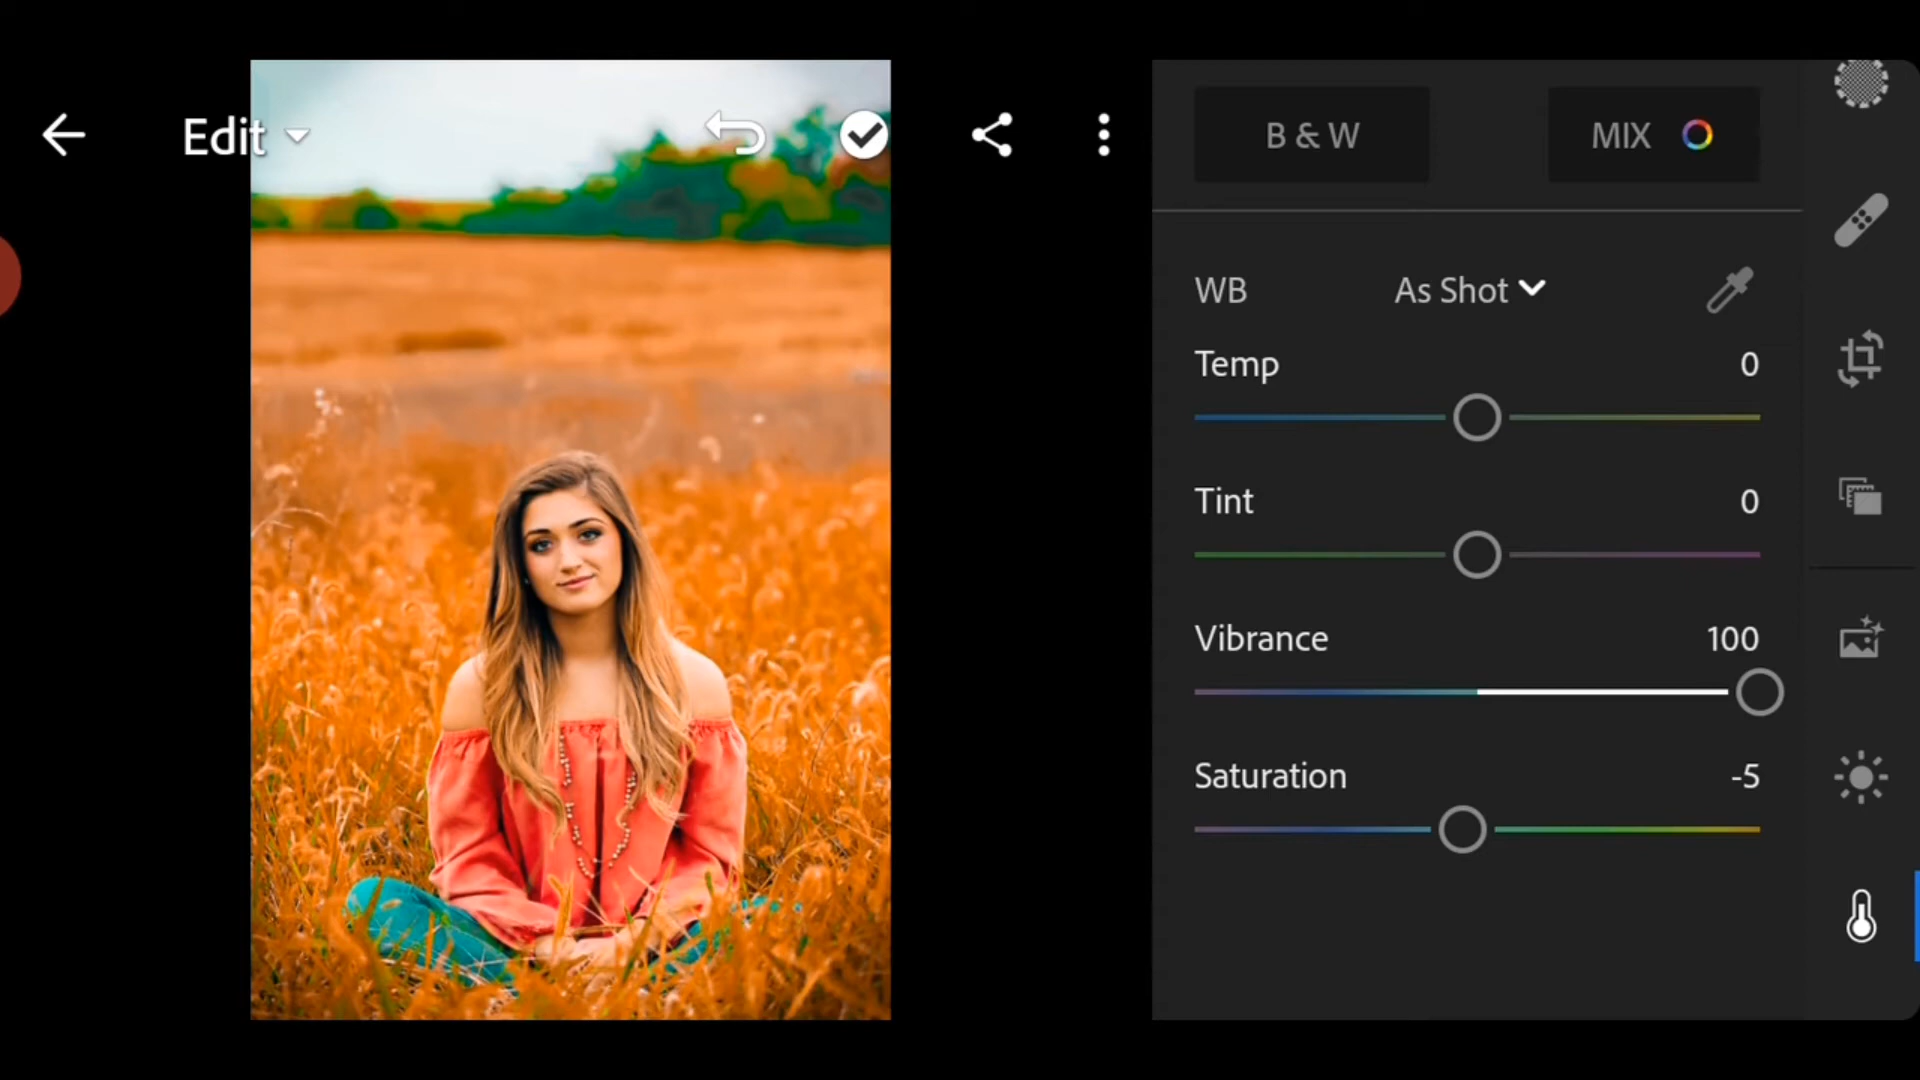 Edit
B & W
MIX
WB
As Shot
Temp
0
Tint
0
Vibrance
100
Saturation
-5